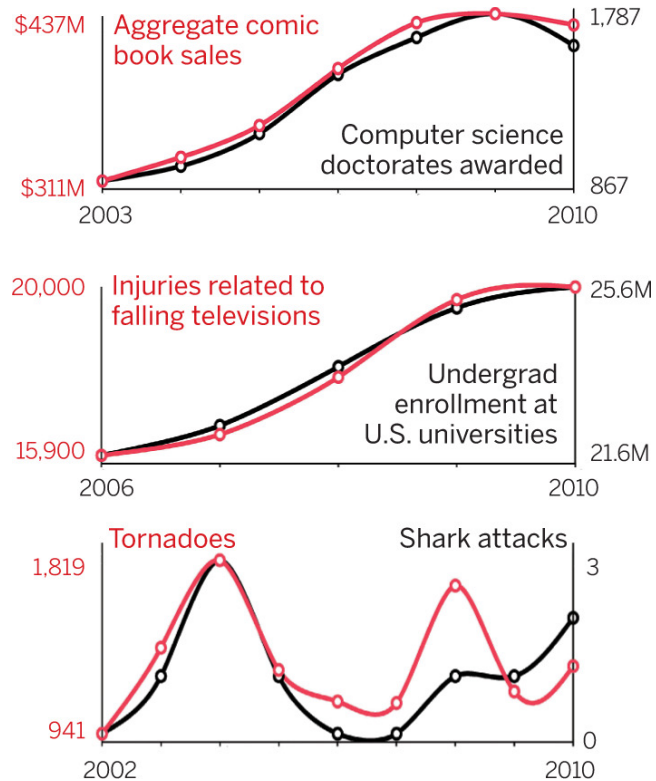 $437M
Aggregate comic
book sales
1,787
Computer science
doctorates awarded
$311M
867
2003
2010
20,000
Injuries related to
falling televisions
25.6M
Undergrad
enrollment at
U.S. universities
15,900
21.6M
2006
2010
Tornadoes
Shark attacks
1,819
3
941
0
2002
2010